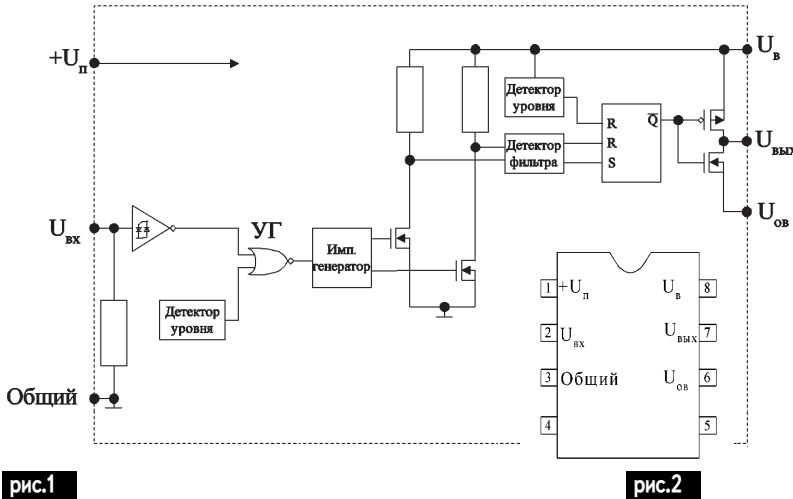 +Uп
Uв
Детектор
уровня
R
Q
Детектор
фильтра
R
S
Uвых
Uвх
УГ
Имп.
генератор
Uов
Детектор
уровня
Общий
1 +Uп Uв 8
2 Uвх Uвых 7
3 Общий Uов 6
4 5
рис.1
рис.2